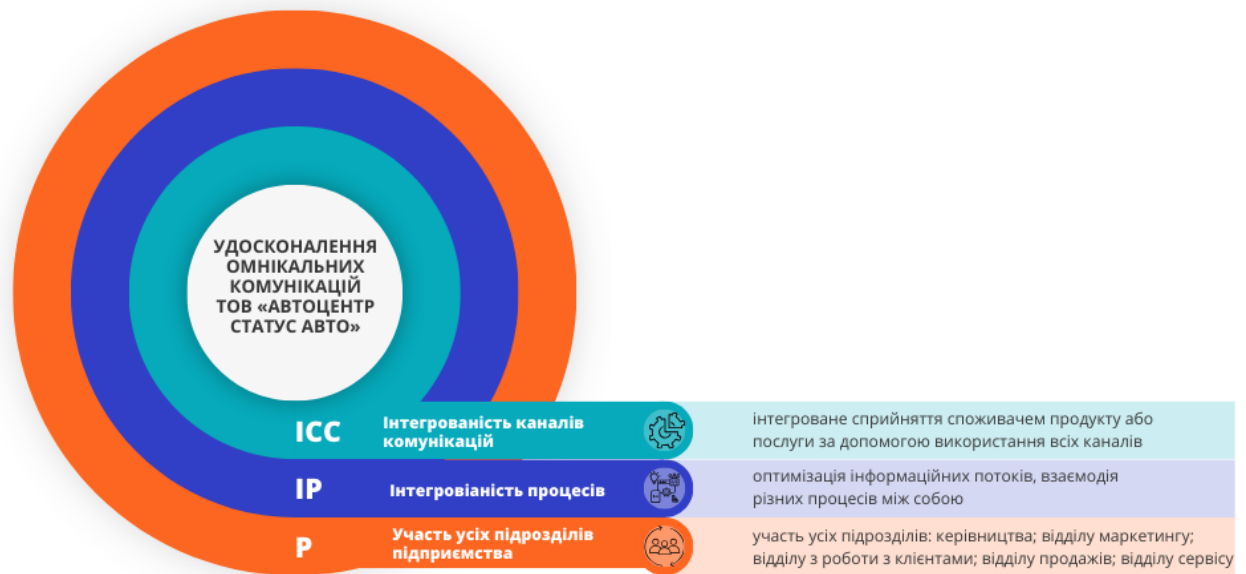 УДОСКОНАЛЕННЯ
ОМНІКАЛЬНИХ
КОМУНІКАЦІЙ
ТОВ «АВТОЦЕНТР
СТАТУС АВТО»
ICC
Інтегрованість каналів
комунікацій
інтегроване сприйняття споживачем продукту або
послуги за допомогою використання всіх каналів
IP
Інтегровіаність процесів
оптимізація інформаційних потоків, взаємодія
різних процесів між собою
P
Участь усіх підрозділів
підприємства
участь усіх підрозділів: керівництва; відділу маркетингу;
відділу з роботи з клієнтами; відділу продажів; відділу сервісу